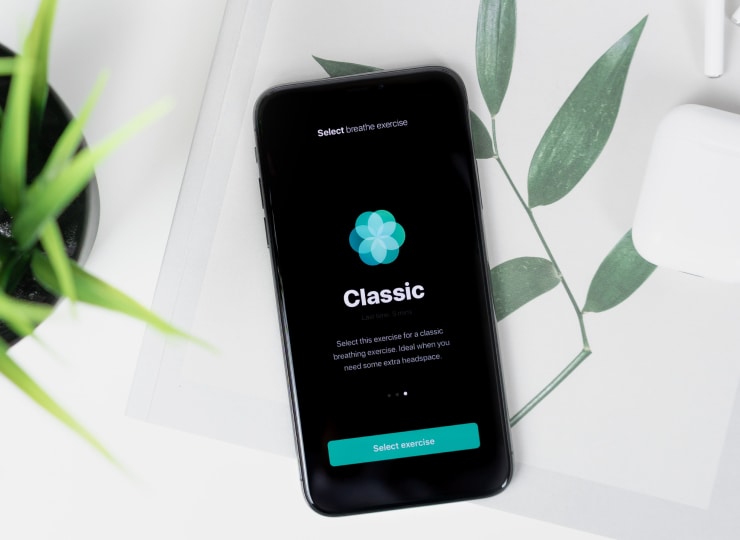 Select breathe exercise
Classic
Select this exercise for a classic
breathing exercise. Ideal when you
need some extra headspace.
Select exercise